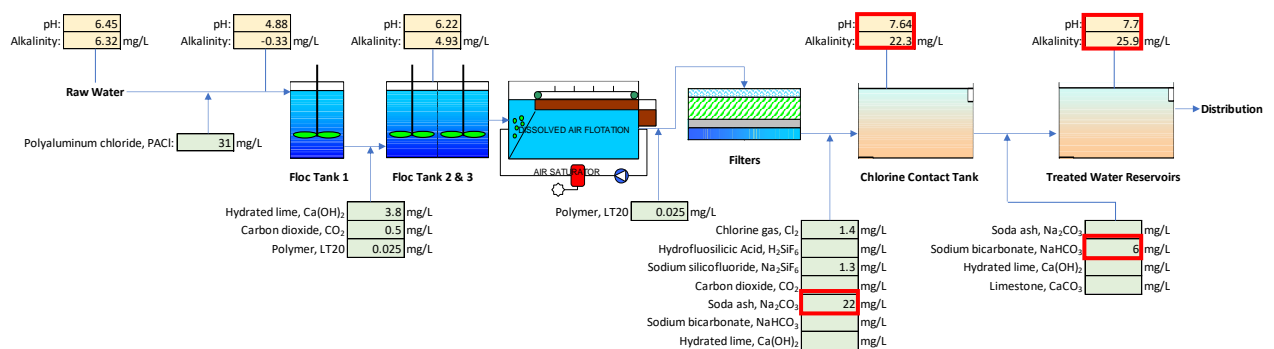 pH: 6.45
Alkalinity: 6.32 mg/L
pH: 4.88
Alkalinity: -0.33 mg/L
pH: 6.22
Alkalinity: 4.93 mg/L
pH: 7.64
Alkalinity: 22.3 mg/L
pH: 7.7
Alkalinity: 25.9 mg/L
Raw Water
Polyaluminum chloride, PACl: 31 mg/L
Floc Tank 1
Floc Tank 2 & 3
DISSOLVED AIR FLOTATION
AIR SATURATOR
Filters
Chlorine Contact Tank
Treated Water Reservoirs
Distribution
Hydrated lime, Ca(OH)₂ 3.8 mg/L
Carbon dioxide, CO₂ 0.5 mg/L
Polymer, LT20 0.025 mg/L
Polymer, LT20 0.025 mg/L
Chlorine gas, Cl₂ 1.4 mg/L
Hydrofluosilicic Acid, H₂SiF₆ mg/L
Sodium silicofluoride, Na₂SiF₆ 1.3 mg/L
Carbon dioxide, CO₂ mg/L
Soda ash, Na₂CO₃ 22 mg/L
Sodium bicarbonate, NaHCO₃ mg/L
Hydrated lime, Ca(OH)₂ mg/L
Soda ash, Na₂CO₃ mg/L
Sodium bicarbonate, NaHCO₃ 6 mg/L
Hydrated lime, Ca(OH)₂ mg/L
Limestone, CaCO₃ mg/L